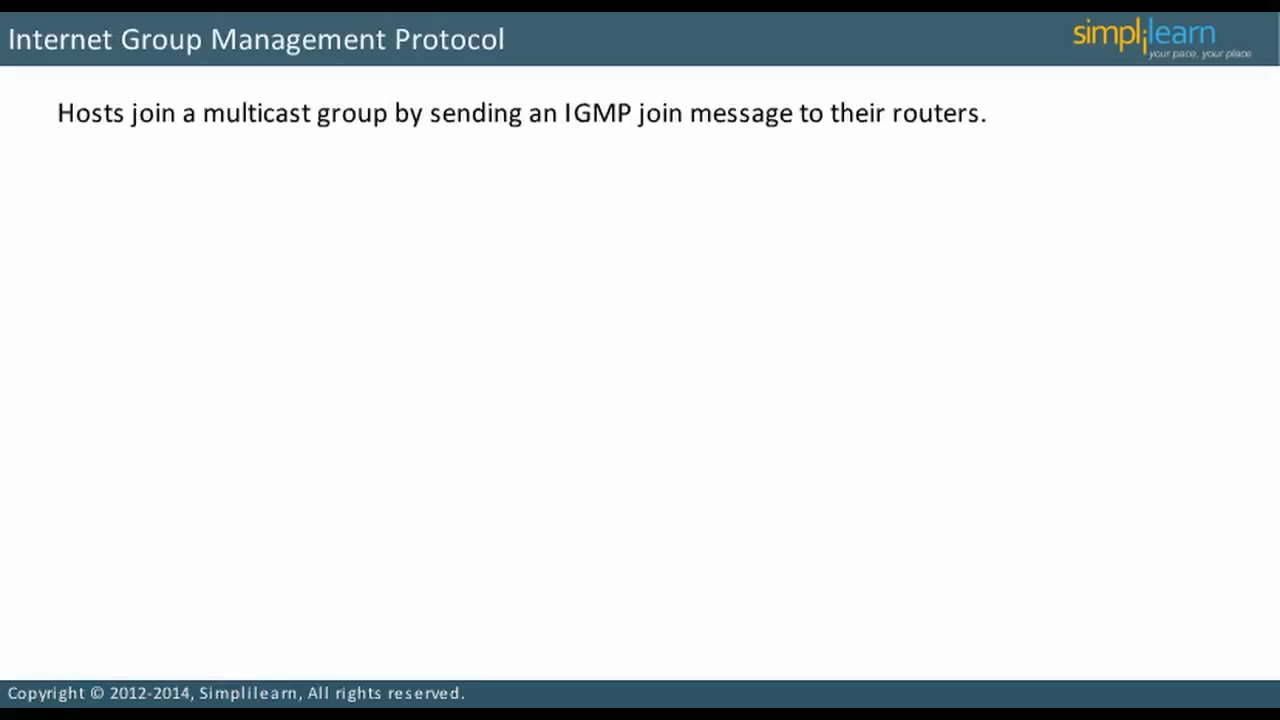 Internet Group Management Protocol
simplilearn
your pace, your place
Hosts join a multicast group by sending an IGMP join message to their routers.
Copyright © 2012-2014, Simplilearn, All rights reserved.